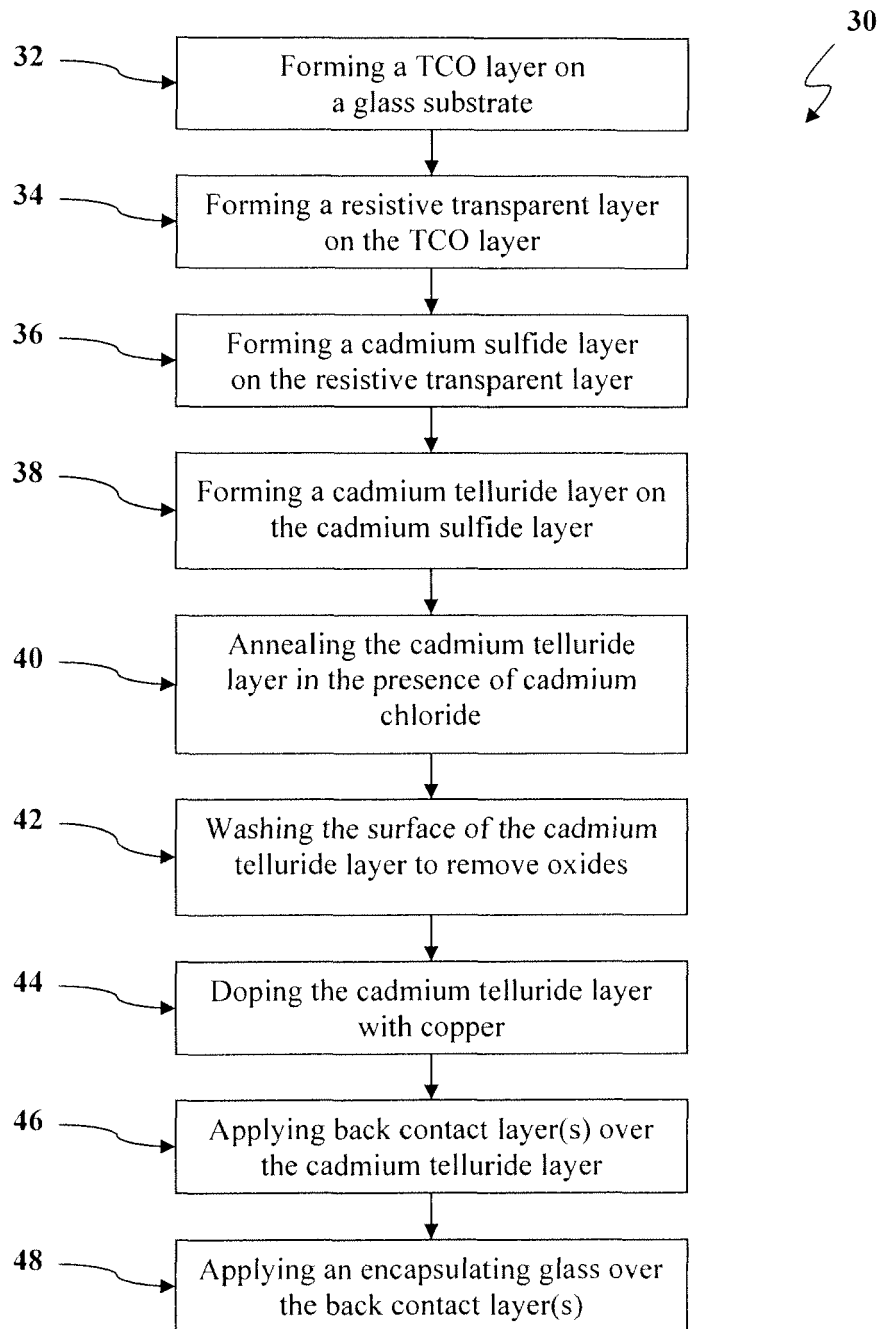 30
32
Forming a TCO layer on
a glass substrate
34
Forming a resistive transparent layer
on the TCO layer
36
Forming a cadmium sulfide layer
on the resistive transparent layer
38
Forming a cadmium telluride layer on
the cadmium sulfide layer
40
Annealing the cadmium telluride
layer in the presence of cadmium
chloride
42
Washing the surface of the cadmium
telluride layer to remove oxides
44
Doping the cadmium telluride layer
with copper
46
Applying back contact layer(s) over
the cadmium telluride layer
48
Applying an encapsulating glass over
the back contact layer(s)